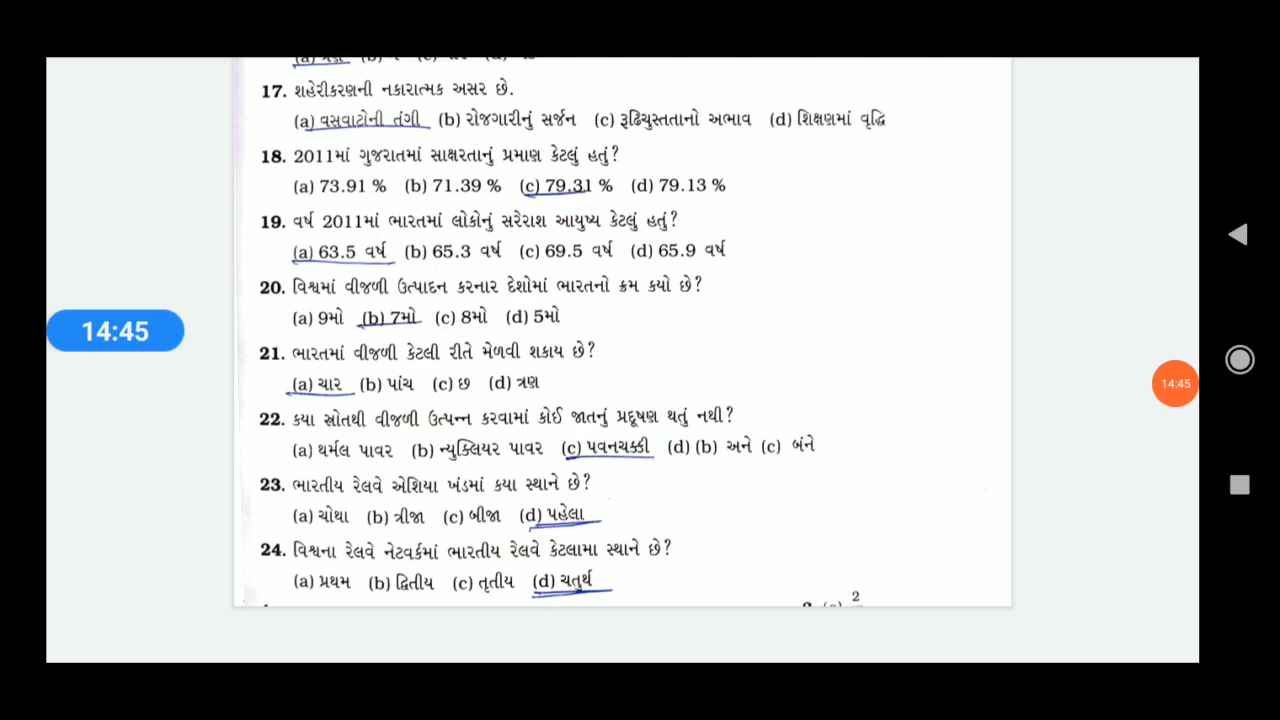 17. શહેરીકરણની નકારાત્મક અસર છે.
(a) વસવાટોની તંગી (b) રોજગારીનું સર્જન (c) રૂઢિચુસ્તતાનો અભાવ (d) શિક્ષણમાં વૃદ્ધિ
18. 2011માં ગુજરાતમાં સાક્ષરતાનું પ્રમાણ કેટલું હતું?
(a) 73.91 % (b) 71.39 % (c) 79.31 % (d) 79.13 %
19. વર્ષ 2011માં ભારતમાં લોકોનું સરેરાશ આયુષ્ય કેટલું હતું?
(a) 63.5 વર્ષ (b) 65.3 વર્ષ (c) 69.5 વર્ષ (d) 65.9 વર્ષ
20. વિશ્વમાં વીજળી ઉત્પાદન કરનાર દેશોમાં ભારતનો ક્રમ કયો છે?
(a) 9મો (b) 7મો (c) 8મો (d) 5મો
14:45
21. ભારતમાં વીજળી કેટલી રીતે મેળવી શકાય છે?
(a) ચાર (b) પાંચ (c) છ (d) ત્રણ
14:45
22. કયા સ્રોતથી વીજળી ઉત્પન્ન કરવામાં કોઈ જાતનું પ્રદૂષણ થતું નથી?
(a) થર્મલ પાવર (b) ન્યુક્લિયર પાવર (c) પવનચક્કી (d) (b) અને (c) બંને
23. ભારતીય રેલવે એશિયા ખંડમાં કયા સ્થાને છે?
(a) ચોથા (b) ત્રીજા (c) બીજા (d) પહેલા
24. વિશ્વના રેલવે નેટવર્કમાં ભારતીય રેલવે કેટલામા સ્થાને છે?
(a) પ્રથમ (b) દ્વિતીય (c) તૃતીય (d) ચતુર્થ
2